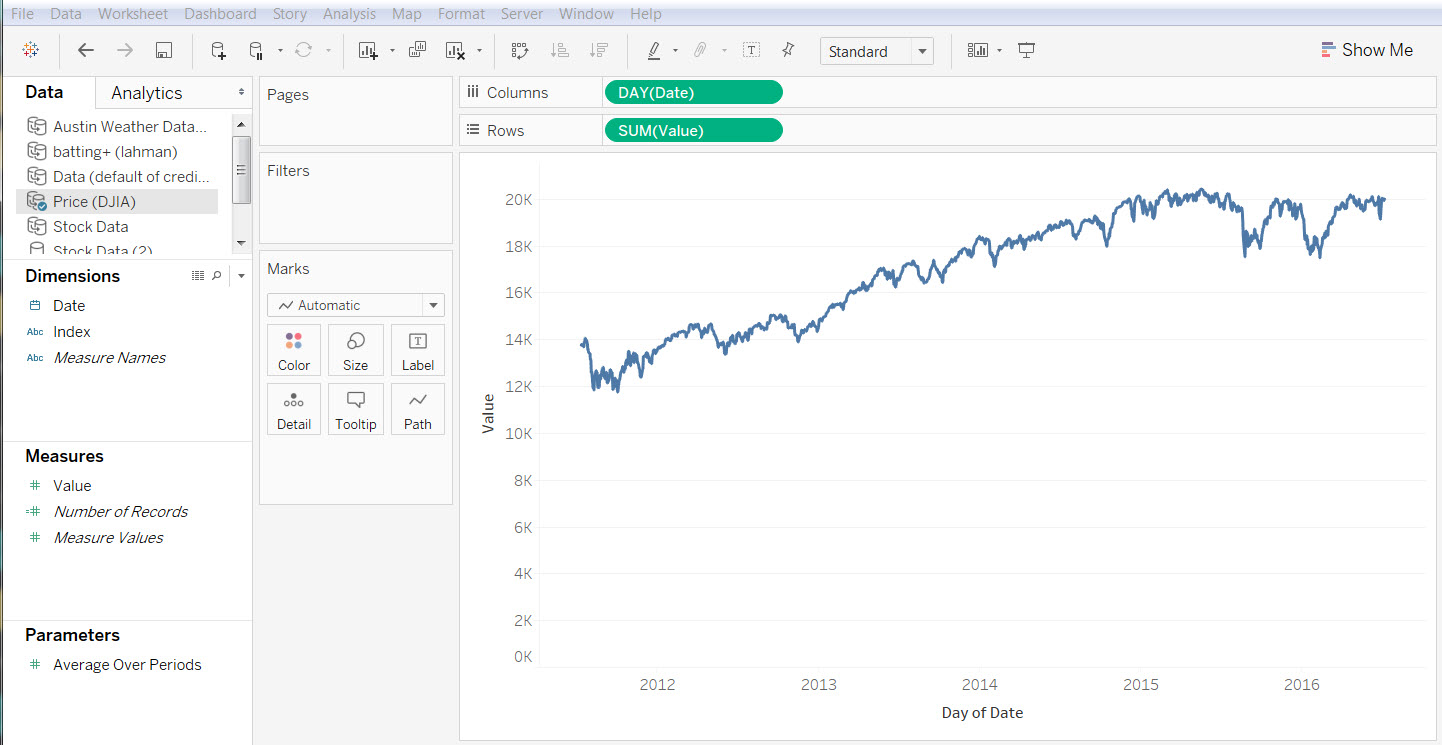 File Data Worksheet Dashboard Story Analysis Map Format Server Window Help
Standard
Show Me
Data
Analytics
Austin Weather Data...
batting+ (lahman)
Data (default of credi...
Price (DJIA)
Stock Data
Stock Data (2)
Dimensions
Date
Abc Index
Abc Measure Names
Measures
# Value
=# Number of Records
# Measure Values
Parameters
# Average Over Periods
Pages
Filters
Marks
Automatic
Color Size Label
Detail Tooltip Path
Columns DAY(Date)
Rows SUM(Value)
20K
18K
16K
14K
12K
10K
8K
6K
4K
2K
0K
Value
2012 2013 2014 2015 2016
Day of Date